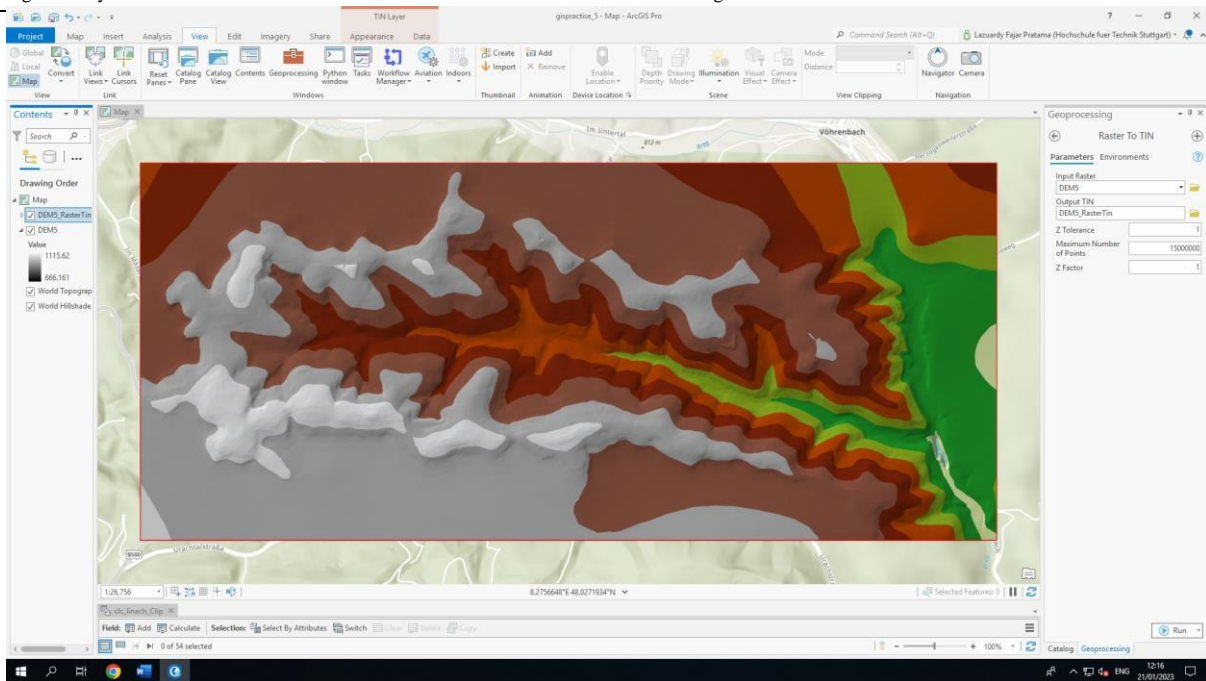 TIN Layer
gispractise_5 - Map - ArcGIS Pro
Project Map Insert Analysis View Edit Imagery Share Appearance Data
Command Search (Alt+Q)
Lazuardy Fajer Pratama (Hochschule fuer Technik Stuttgart)
Global
Local
Map
Convert
Link Views
Link Cursors
Reset Panes
Catalog Pane
Catalog View
Contents
Geoprocessing
Python window
Tasks
Workflow Manager
Aviation
Indoors
Create
Import
Add
Remove
Enable Location
Depth Priority
Drawing Mode
Illumination
Visual Effect
Camera Effect
Mode
Distance
Navigator
Camera
View Link Windows Thumbnail Animation Device Location Scene View Clipping Navigation
Contents
Search
Drawing Order
Map
DEM5_RasterTin
DEM5
Value
1115.62
666.161
World Topograp
World Hillshade
Map
Im Untertal
Vöhrenbach
Urachtalstraße
1:26,756
8.2756648°E 48.0271934°N
Selected Features: 0
clc_linach_Clip
Field: Add Calculate Selection: Select By Attributes Switch Clear Delete Copy
0 of 54 selected
100%
Geoprocessing
Raster To TIN
Parameters Environments
Input Raster
DEM5
Output TIN
DEM5_RasterTin
Z Tolerance 1
Maximum Number of Points 15000000
Z Factor 1
Run
Catalog Geoprocessing
ENG
12:16
21/01/2023